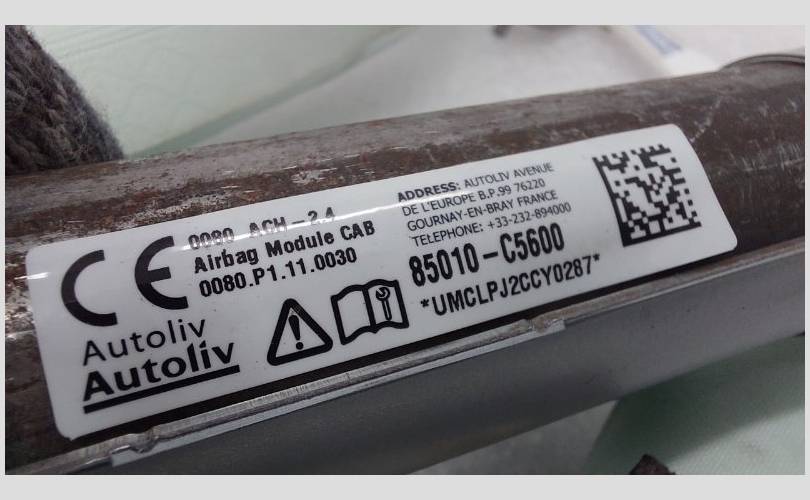 CE
0080 ACH - 2.4
Airbag Module CAB
0080.P1.11.0030
Autoliv
Autoliv
ADDRESS: AUTOLIV AVENUE
DE L'EUROPE B.P.99 76220
GOURNAY-EN-BRAY FRANCE
TELEPHONE: +33-232-894000
85010-C5600
*UMCLPJ2CCY0287*